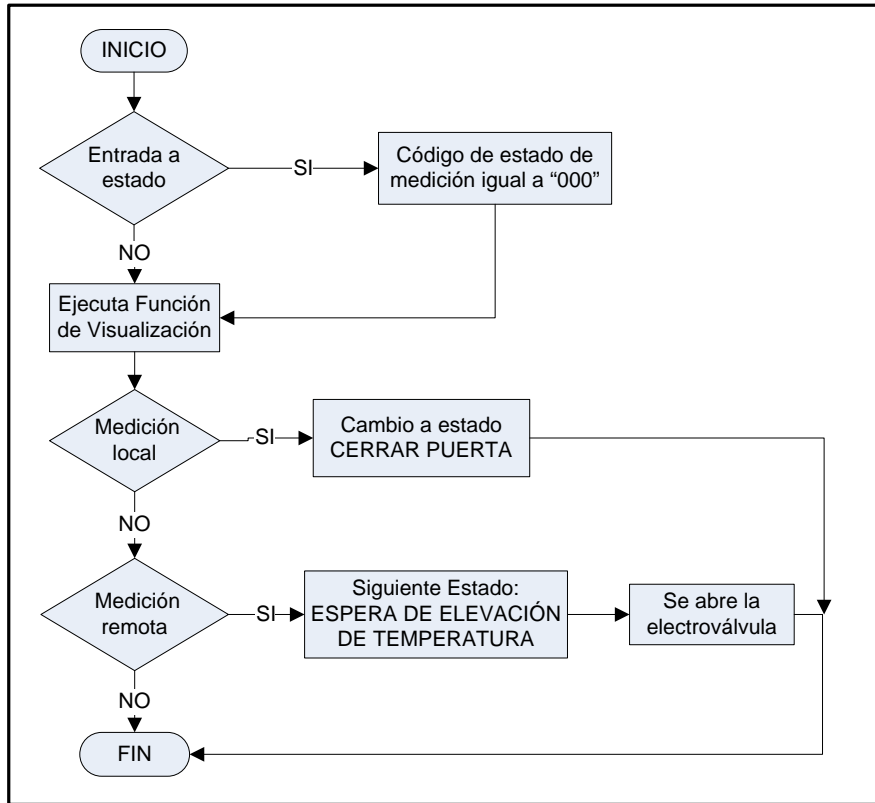 INICIO
Entrada a
estado
SI
Código de estado de
medición igual a “000”
NO
Ejecuta Función
de Visualización
Medición
local
SI
Cambio a estado
CERRAR PUERTA
NO
Medición
remota
SI
Siguiente Estado:
ESPERA DE ELEVACIÓN
DE TEMPERATURA
Se abre la
electroválvula
NO
FIN